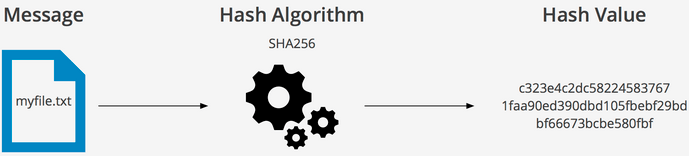 Message
Hash Algorithm
Hash Value
SHA256
myfile.txt
c323e4c2dc58224583767
1faa90ed390dbd105fbebf29bd
bf66673bcbe580fbf